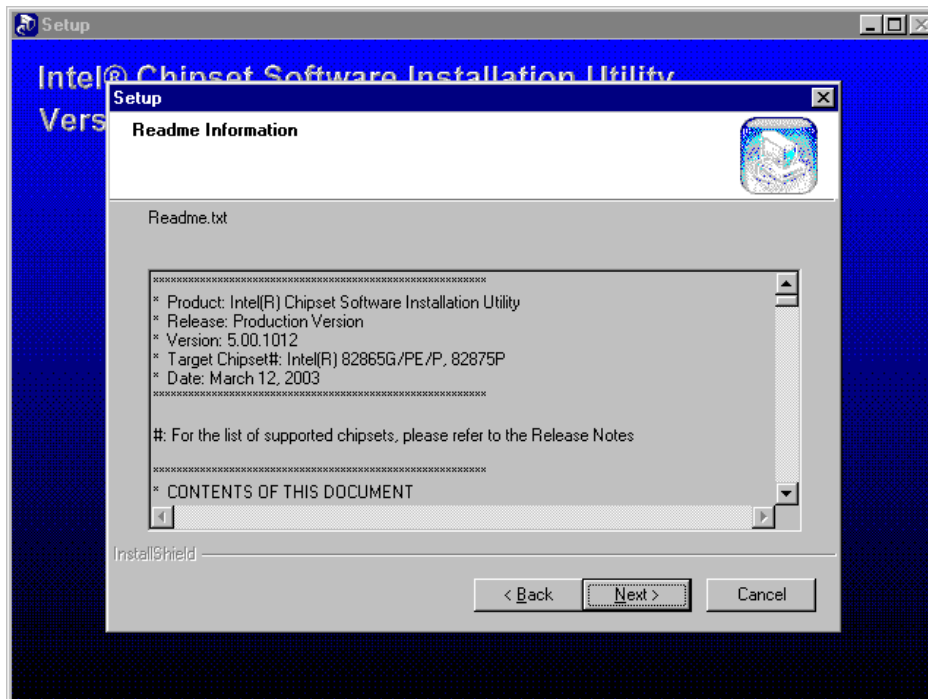 Setup
Intel® Chipset Software Installation Utility
Vers
Setup
Readme Information
Readme.txt
*******************************************************
* Product: Intel(R) Chipset Software Installation Utility
* Release: Production Version
* Version: 5.00.1012
* Target Chipset#: Intel(R) 82865G/PE/P, 82875P
* Date: March 12, 2003
*******************************************************
#: For the list of supported chipsets, please refer to the Release Notes
*******************************************************
* CONTENTS OF THIS DOCUMENT
InstallShield
< Back
Next >
Cancel